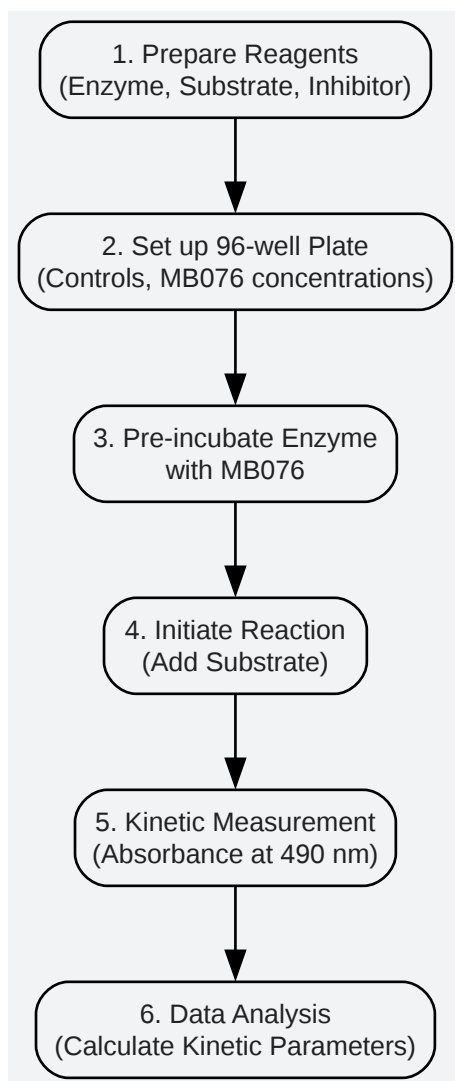 1. Prepare Reagents
(Enzyme, Substrate, Inhibitor)
2. Set up 96-well Plate
(Controls, MB076 concentrations)
3. Pre-incubate Enzyme
with MB076
4. Initiate Reaction
(Add Substrate)
5. Kinetic Measurement
(Absorbance at 490 nm)
6. Data Analysis
(Calculate Kinetic Parameters)